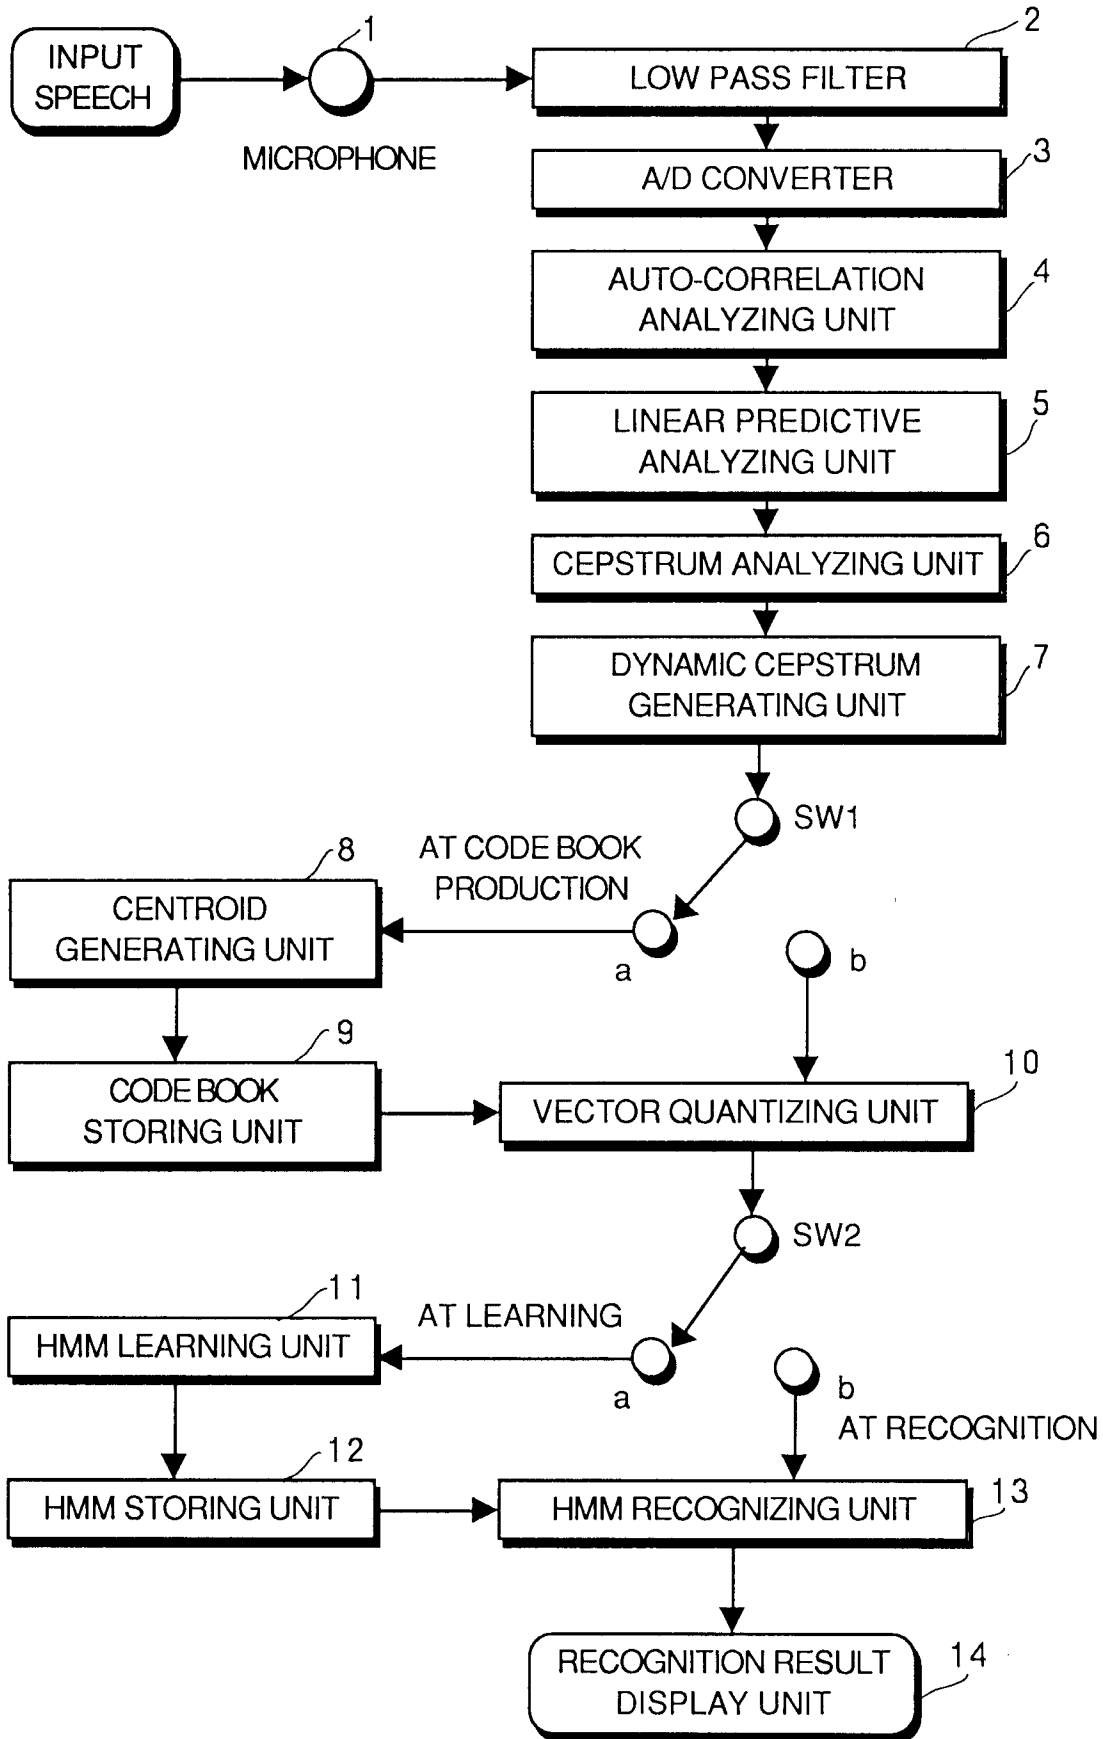 1
2
INPUT
SPEECH
LOW PASS FILTER
MICROPHONE
3
A/D CONVERTER
4
AUTO-CORRELATION
ANALYZING UNIT
5
LINEAR PREDICTIVE
ANALYZING UNIT
6
CEPSTRUM ANALYZING UNIT
7
DYNAMIC CEPSTRUM
GENERATING UNIT
SW1
AT CODE BOOK
PRODUCTION
8
CENTROID
GENERATING UNIT
a
b
9
CODE BOOK
STORING UNIT
10
VECTOR QUANTIZING UNIT
SW2
11
AT LEARNING
HMM LEARNING UNIT
a
b
AT RECOGNITION
12
HMM STORING UNIT
HMM RECOGNIZING UNIT
13
RECOGNITION RESULT
DISPLAY UNIT
14